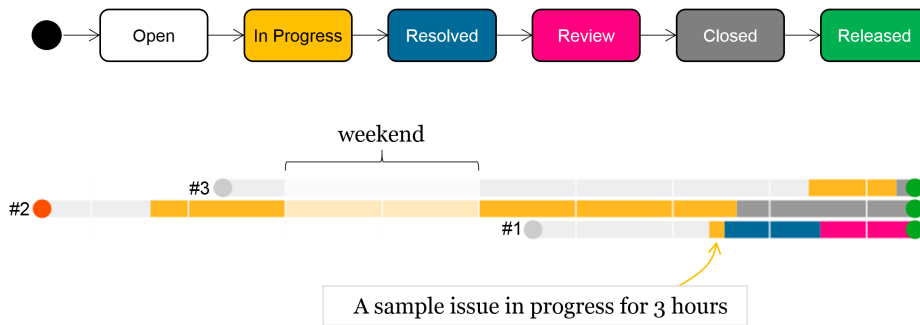 Open In Progress Resolved Review Closed Released
weekend
#3
#2
#1
A sample issue in progress for 3 hours